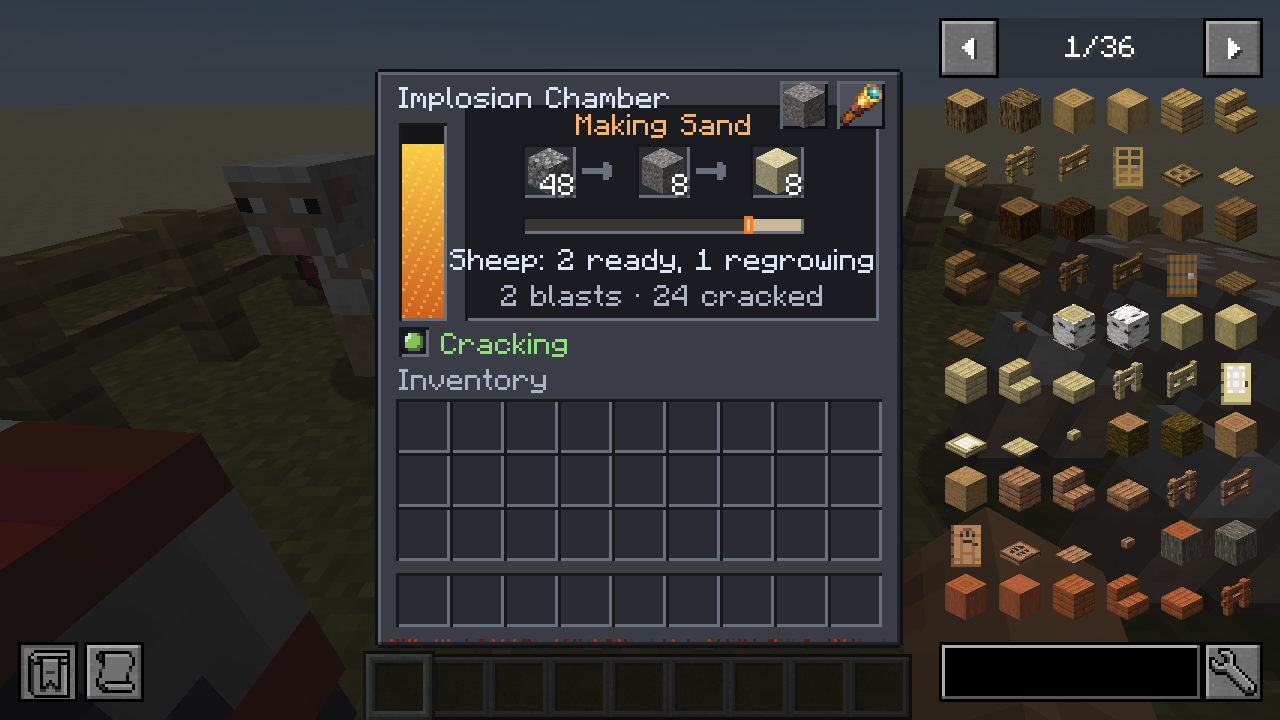 1/36
Implosion Chamber
Making Sand
48 8 8
Sheep: 2 ready, 1 regrowing
2 blasts · 24 cracked
Cracking
Inventory